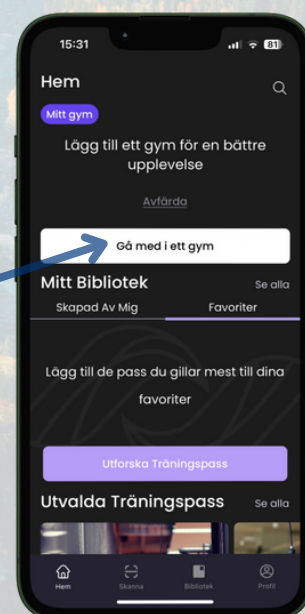 15:31
81
Hem
Mitt gym
Lägg till ett gym för en bättre
upplevelse
Avfärda
Gå med i ett gym
Mitt Bibliotek
Se alla
Skapad Av Mig
Favoriter
Lägg till de pass du gillar mest till dina
favoriter
Utforska Träningspass
Utvalda Träningspass
Se alla
Hem
Skanna
Bibliotek
Profil